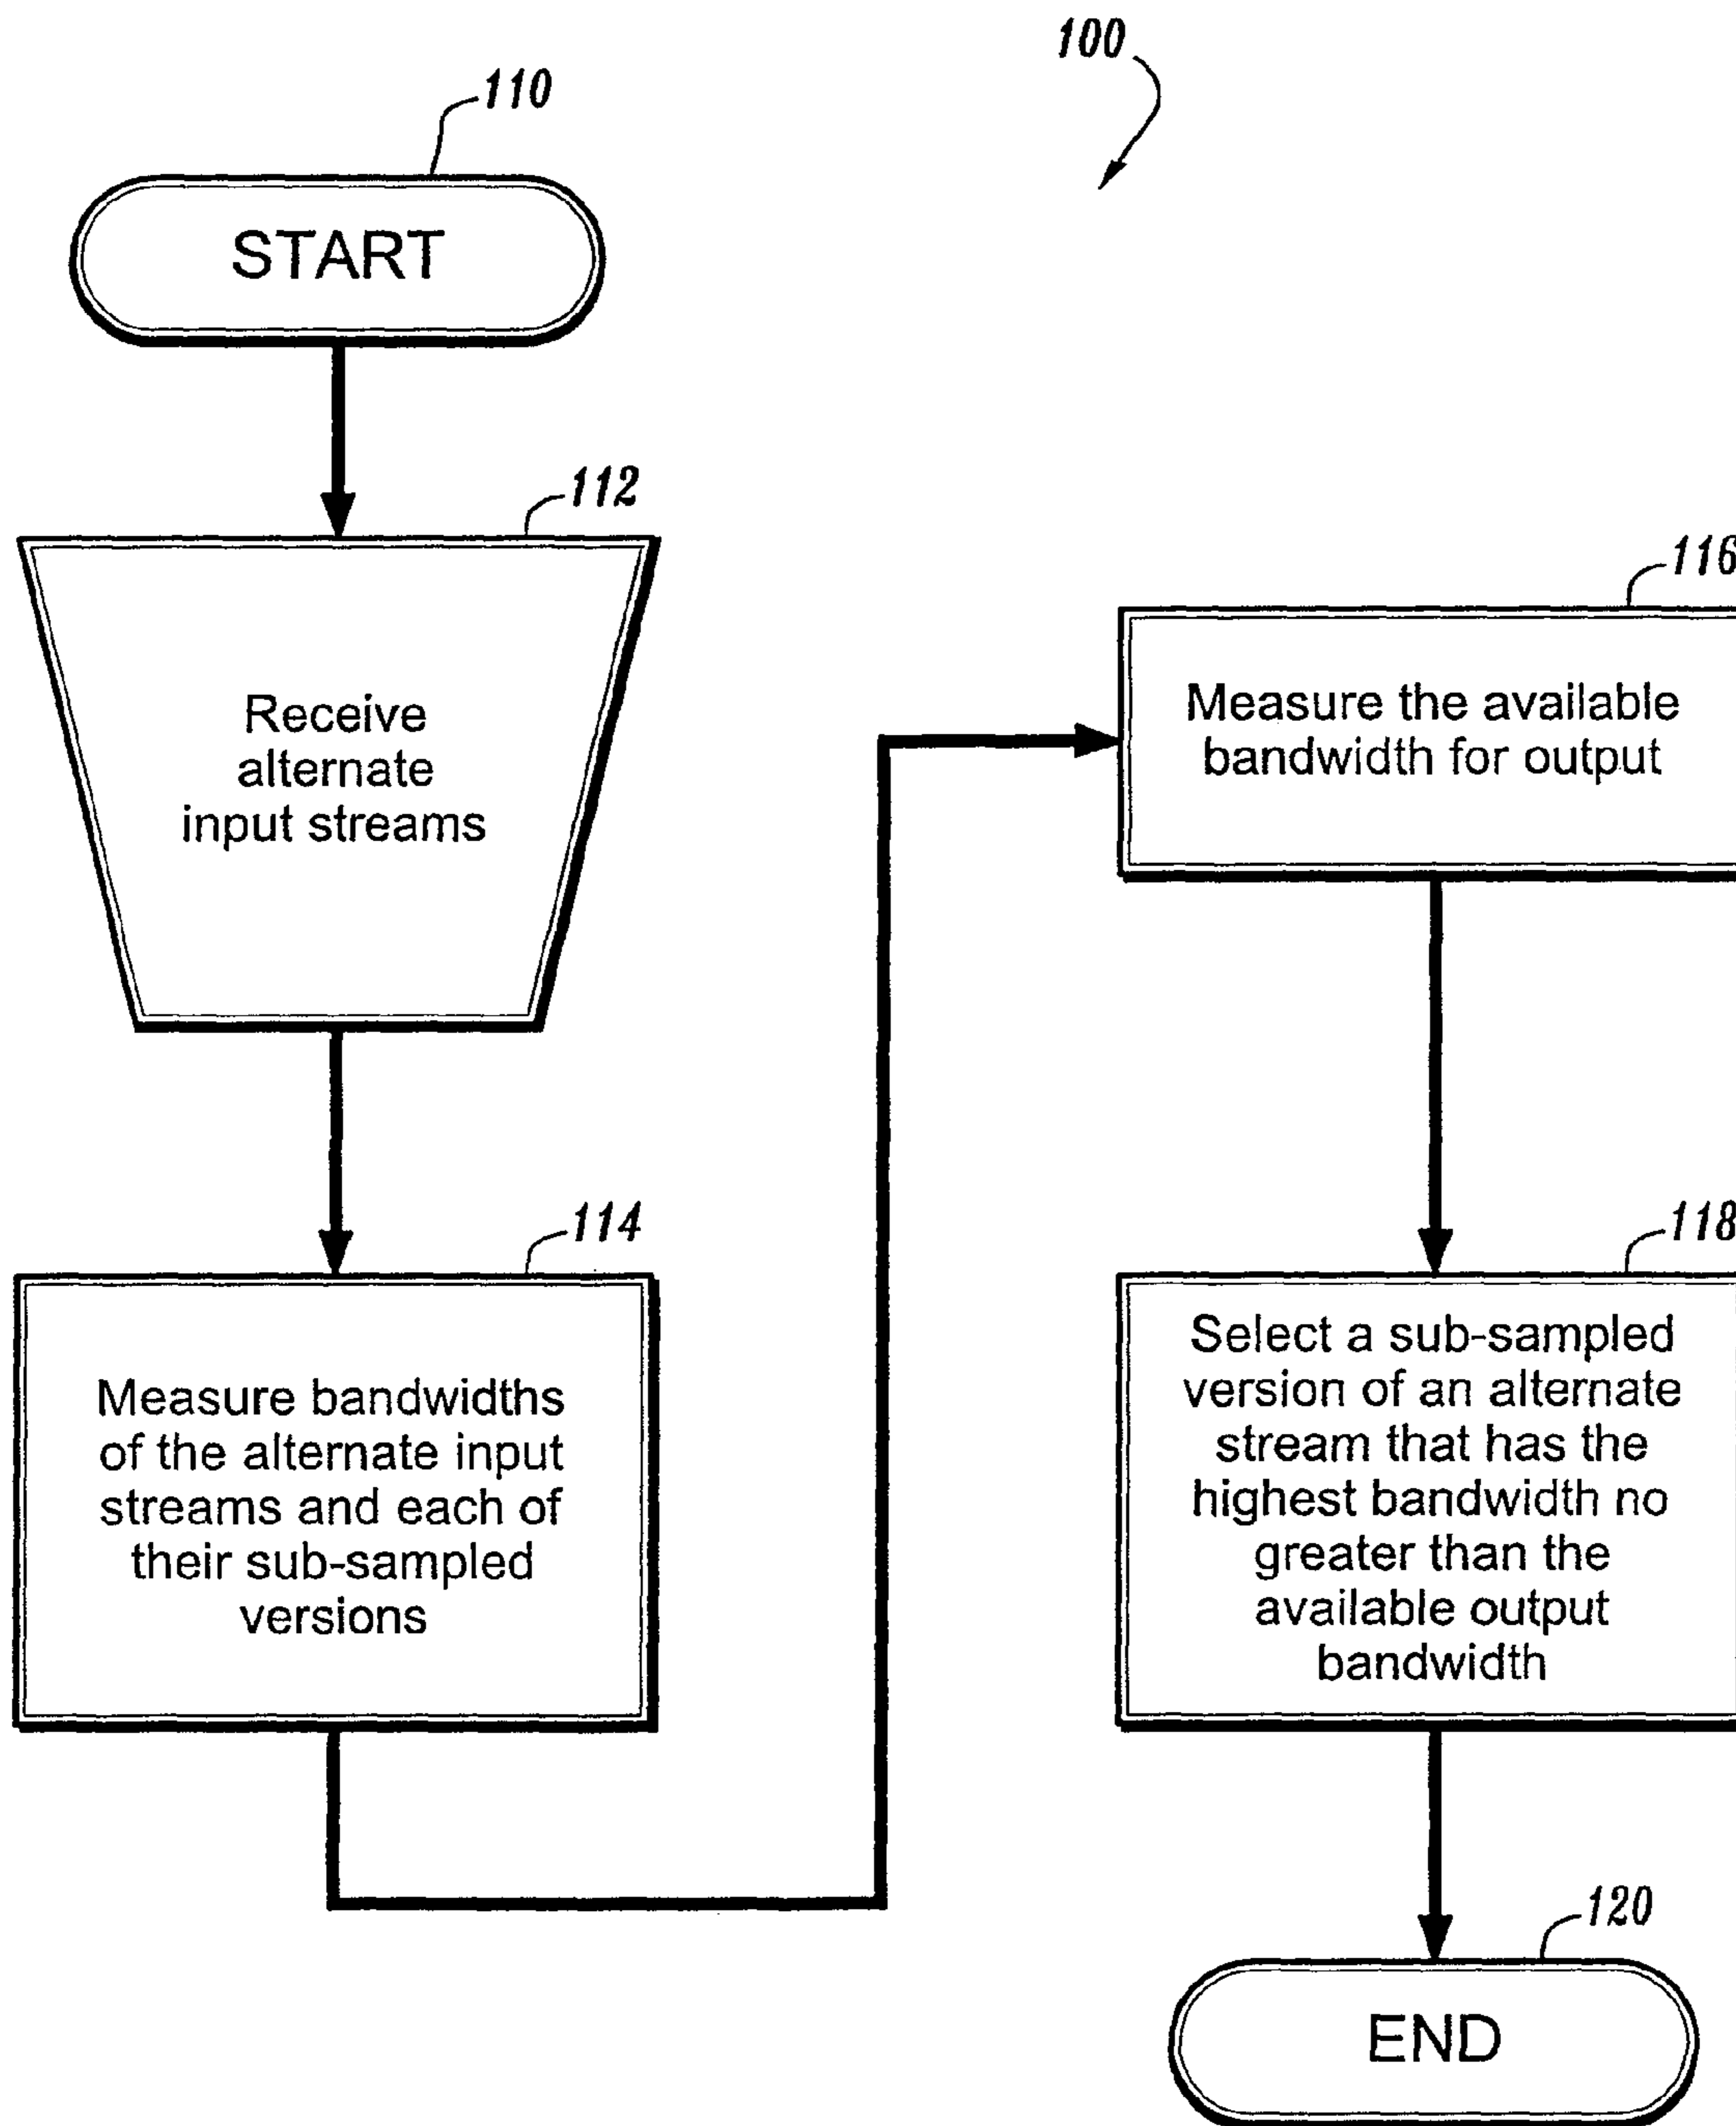 100
110
START
112
Receive
alternate
input streams
114
Measure bandwidths
of the alternate input
streams and each of
their sub-sampled
versions
116
Measure the available
bandwidth for output
118
Select a sub-sampled
version of an alternate
stream that has the
highest bandwidth no
greater than the
available output
bandwidth
120
END